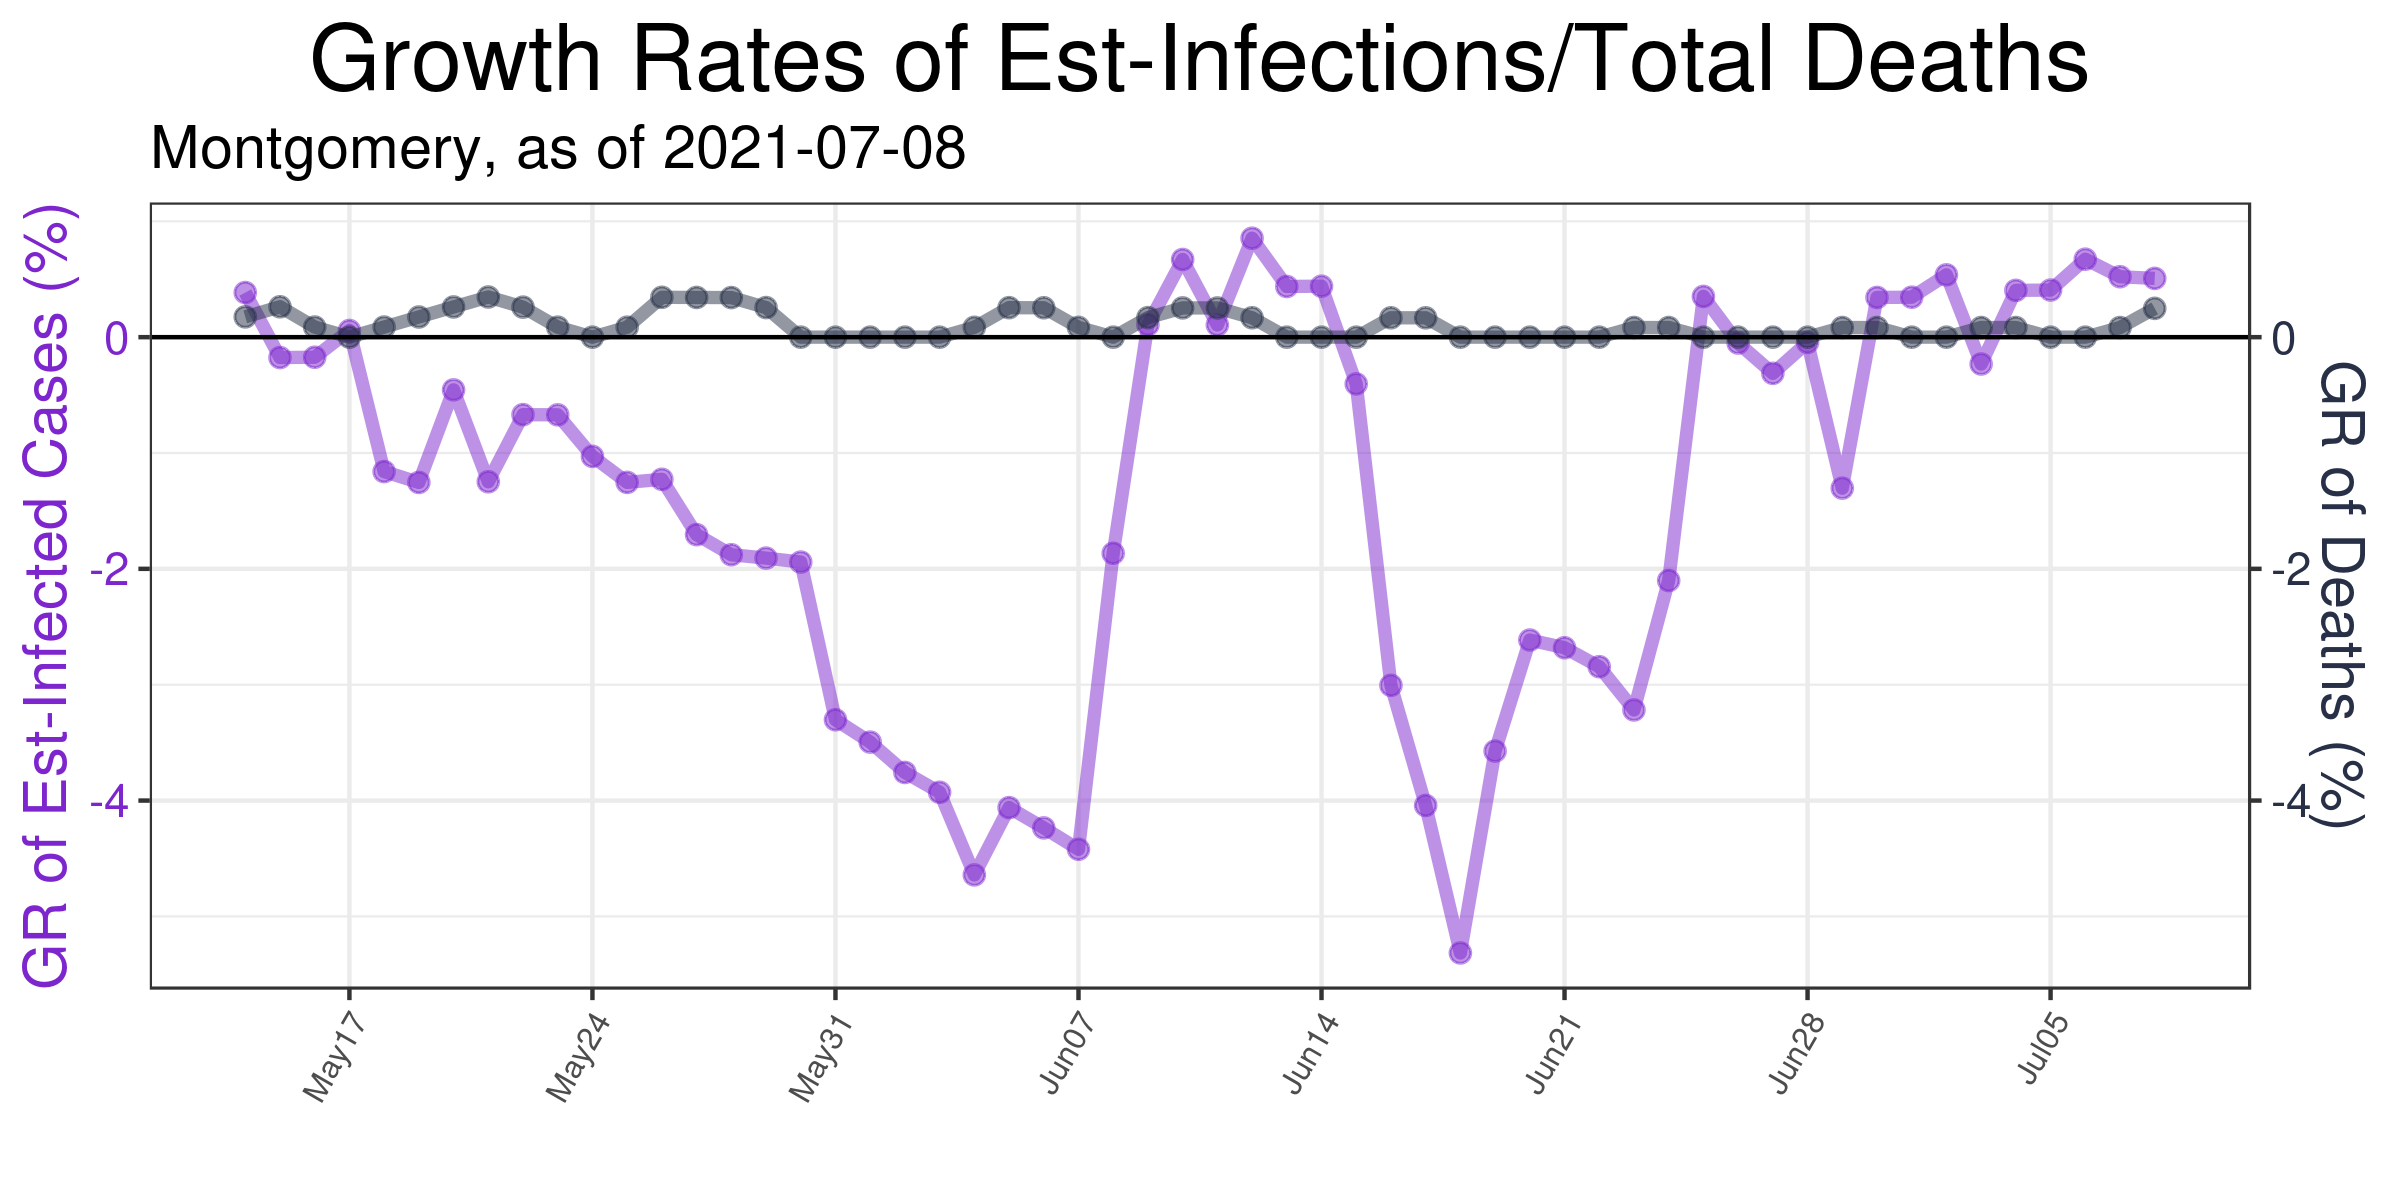 Growth Rates of Est-Infections/Total Deaths
Montgomery, as of 2021-07-08
GR of Est-Infected Cases (%)
0
-2
-4
0
-2
-4
GR of Deaths (%)
May17
May24
May31
Jun07
Jun14
Jun21
Jun28
Jul05